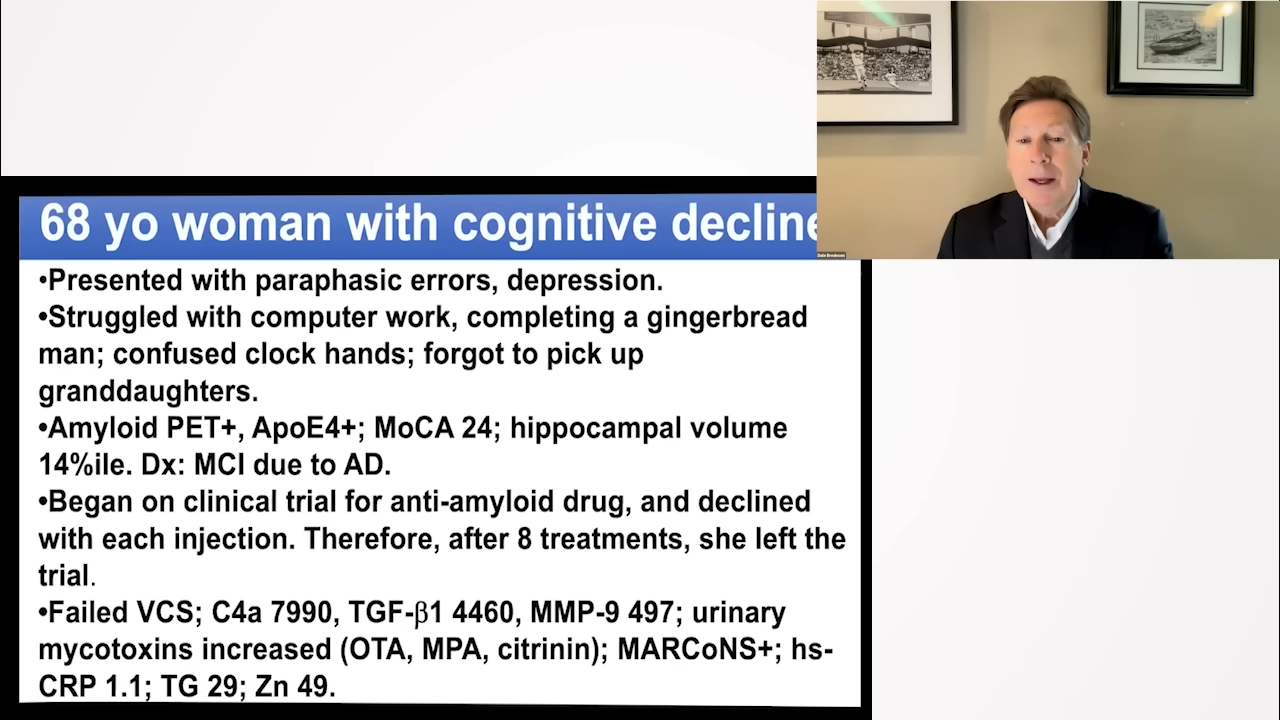 68 yo woman with cognitive decline
•Presented with paraphasic errors, depression.
•Struggled with computer work, completing a gingerbread
man; confused clock hands; forgot to pick up
granddaughters.
•Amyloid PET+, ApoE4+; MoCA 24; hippocampal volume
14%ile. Dx: MCI due to AD.
•Began on clinical trial for anti-amyloid drug, and declined
with each injection. Therefore, after 8 treatments, she left the
trial.
•Failed VCS; C4a 7990, TGF-β1 4460, MMP-9 497; urinary
mycotoxins increased (OTA, MPA, citrinin); MARCoNS+; hs-
CRP 1.1; TG 29; Zn 49.
Dale Bredesen